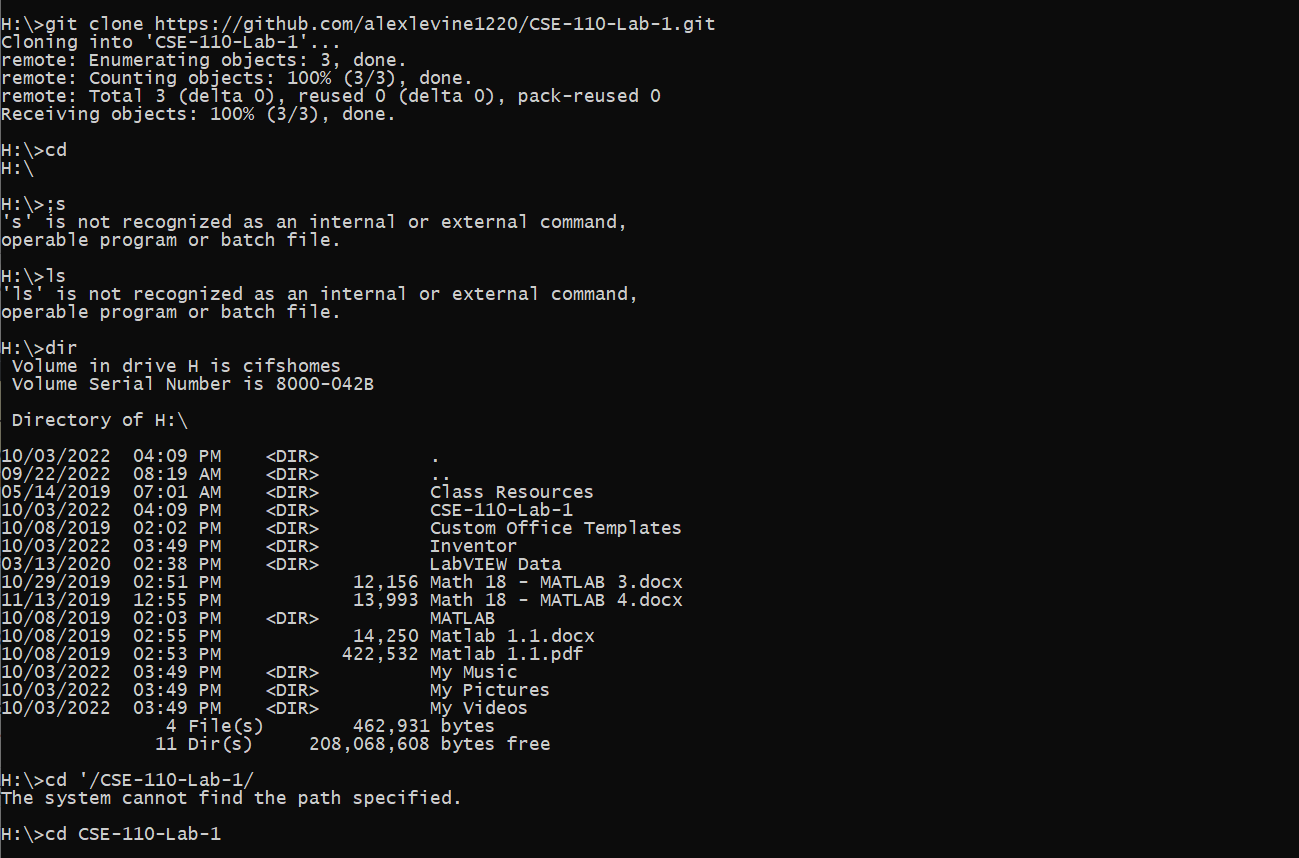 H:\>git clone https://github.com/alexlevine1220/CSE-110-Lab-1.git
Cloning into 'CSE-110-Lab-1'...
remote: Enumerating objects: 3, done.
remote: Counting objects: 100% (3/3), done.
remote: Total 3 (delta 0), reused 0 (delta 0), pack-reused 0
Receiving objects: 100% (3/3), done.
H:\>cd
H:\
H:\>;s
's' is not recognized as an internal or external command,
operable program or batch file.
H:\>ls
'ls' is not recognized as an internal or external command,
operable program or batch file.
H:\>dir
Volume in drive H is cifshomes
Volume Serial Number is 8000-042B
Directory of H:\
10/03/2022  04:09 PM    <DIR>          .
09/22/2022  08:19 AM    <DIR>          ..
05/14/2019  07:01 AM    <DIR>          Class Resources
10/03/2022  04:09 PM    <DIR>          CSE-110-Lab-1
10/08/2019  02:02 PM    <DIR>          Custom Office Templates
10/03/2022  03:49 PM    <DIR>          Inventor
03/13/2020  02:38 PM    <DIR>          LabVIEW Data
10/29/2019  02:51 PM            12,156 Math 18 - MATLAB 3.docx
11/13/2019  12:55 PM            13,993 Math 18 - MATLAB 4.docx
10/08/2019  02:03 PM    <DIR>          MATLAB
10/08/2019  02:55 PM            14,250 Matlab 1.1.docx
10/08/2019  02:53 PM           422,532 Matlab 1.1.pdf
10/03/2022  03:49 PM    <DIR>          My Music
10/03/2022  03:49 PM    <DIR>          My Pictures
10/03/2022  03:49 PM    <DIR>          My Videos
4 File(s)        462,931 bytes
11 Dir(s)     208,068,608 bytes free
H:\>cd '/CSE-110-Lab-1/
The system cannot find the path specified.
H:\>cd CSE-110-Lab-1